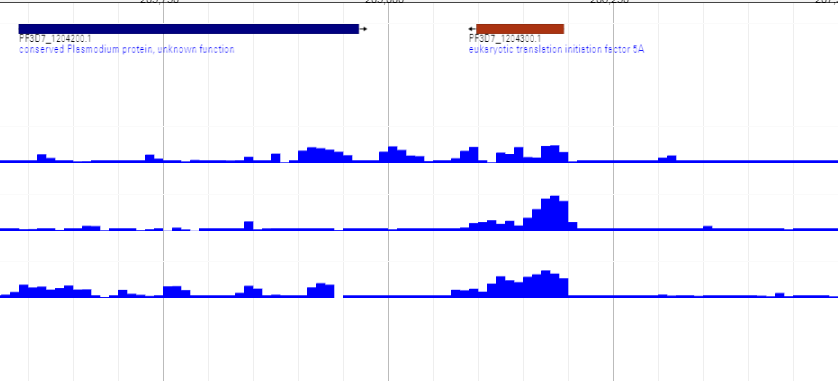 PF3D7_1204200.1
PF3D7_1204300.1
conserved Plasmodium protein, unknown function
eukaryotic translation initiation factor 5A